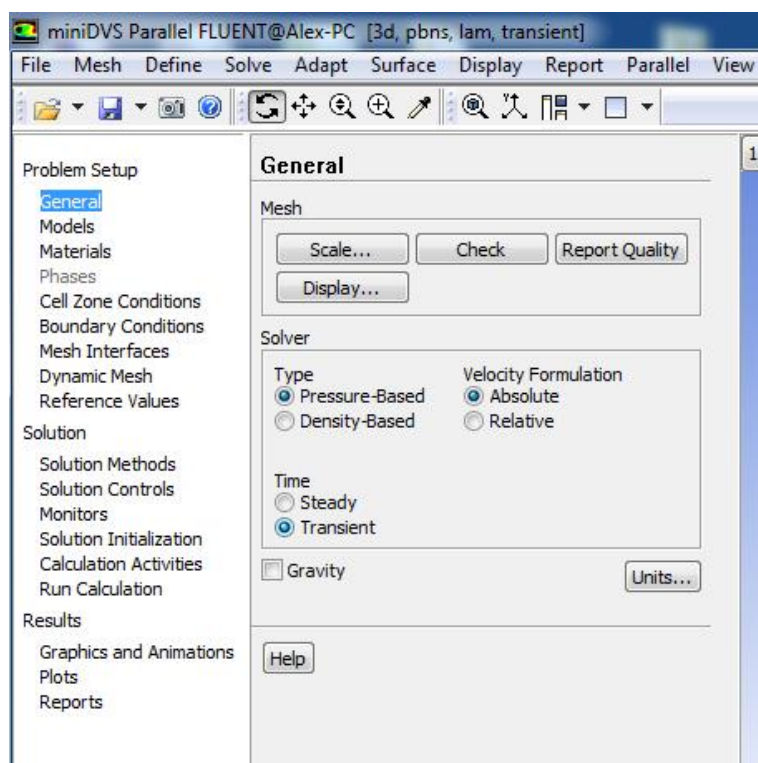 miniDVS Parallel FLUENT@Alex-PC [3d, pbns, lam, transient]
File Mesh Define Solve Adapt Surface Display Report Parallel View
Problem Setup
General
Models
Materials
Phases
Cell Zone Conditions
Boundary Conditions
Mesh Interfaces
Dynamic Mesh
Reference Values
Solution
Solution Methods
Solution Controls
Monitors
Solution Initialization
Calculation Activities
Run Calculation
Results
Graphics and Animations
Plots
Reports
General
Mesh
Scale... Check Report Quality
Display...
Solver
Type Velocity Formulation
Pressure-Based Absolute
Density-Based Relative
Time
Steady
Transient
Gravity Units...
Help
1